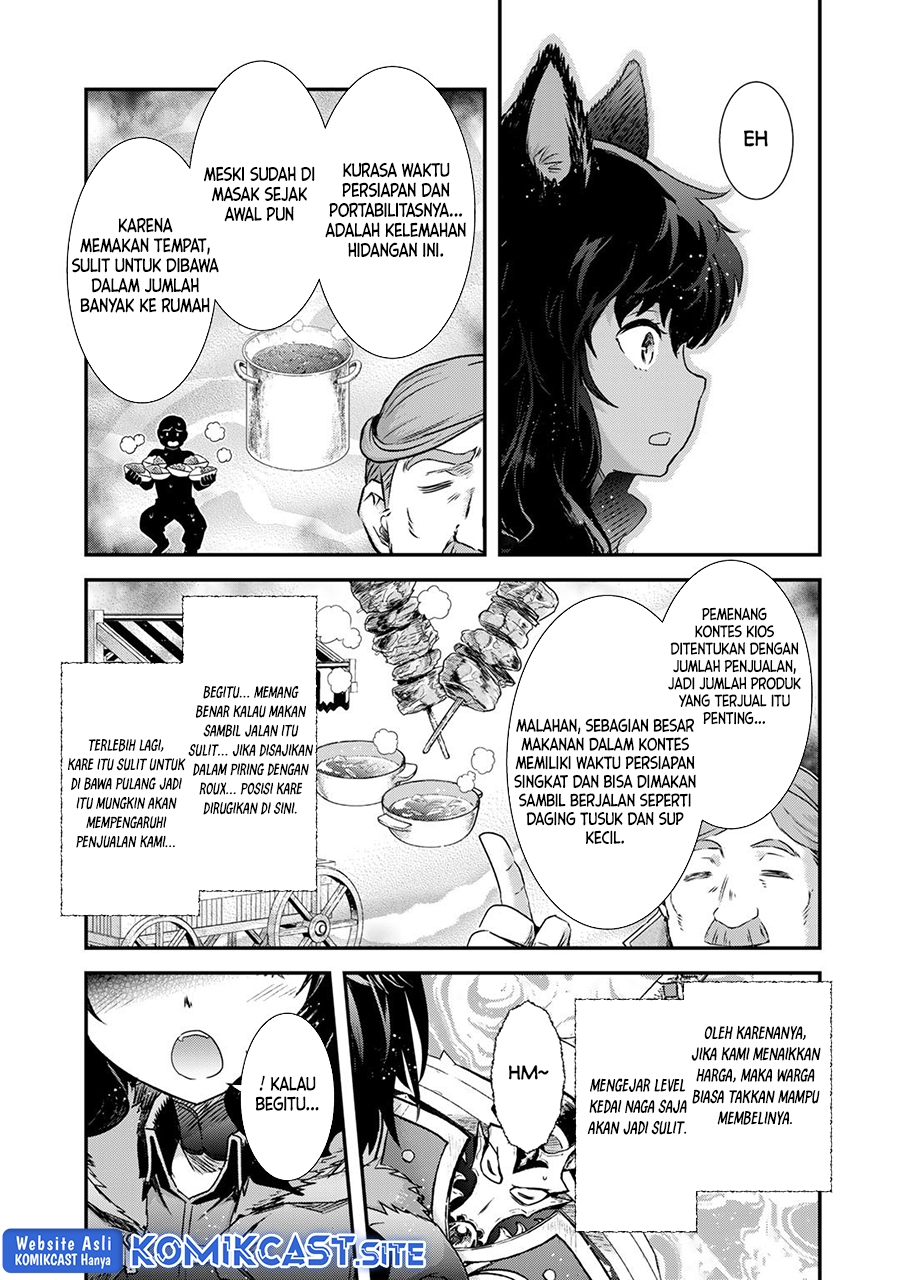 EH
KURASA WAKTU
PERSIAPAN DAN
PORTABILITASNYA...
ADALAH KELEMAHAN
HIDANGAN INI.
MESKI SUDAH DI
MASAK SEJAK
AWAL PUN
KARENA
MEMAKAN TEMPAT,
SULIT UNTUK DIBAWA
DALAM JUMLAH
BANYAK KE RUMAH
PEMENANG
KONTES KIOS
DITENTUKAN DENGAN
JUMLAH PENJUALAN,
JADI JUMLAH PRODUK
YANG TERJUAL ITU
PENTING...
MALAHAN, SEBAGIAN BESAR
MAKANAN DALAM KONTES
MEMILIKI WAKTU PERSIAPAN
SINGKAT DAN BISA DIMAKAN
SAMBIL BERJALAN SEPERTI
DAGING TUSUK DAN SUP
KECIL.
BEGITU... MEMANG
BENAR KALAU MAKAN
SAMBIL JALAN ITU
SULIT... JIKA DISAJIKAN
DALAM PIRING DENGAN
ROUX... POSISI KARE
DIRUGIKAN DI SINI.
TERLEBIH LAGI,
KARE ITU SULIT UNTUK
DI BAWA PULANG JADI
ITU MUNGKIN AKAN
MEMPENGARUHI
PENJUALAN KAMI...
OLEH KARENANYA,
JIKA KAMI MENAIKKAN
HARGA, MAKA WARGA
BIASA TAKKAN MAMPU
MEMBELINYA.
MENGEJAR LEVEL
KEDAI NAGA SAJA
AKAN JADI SULIT.
HM~
! KALAU
BEGITU...
Website Asli
KOMIKCAST Hanya
KOMIKCAST.SITE